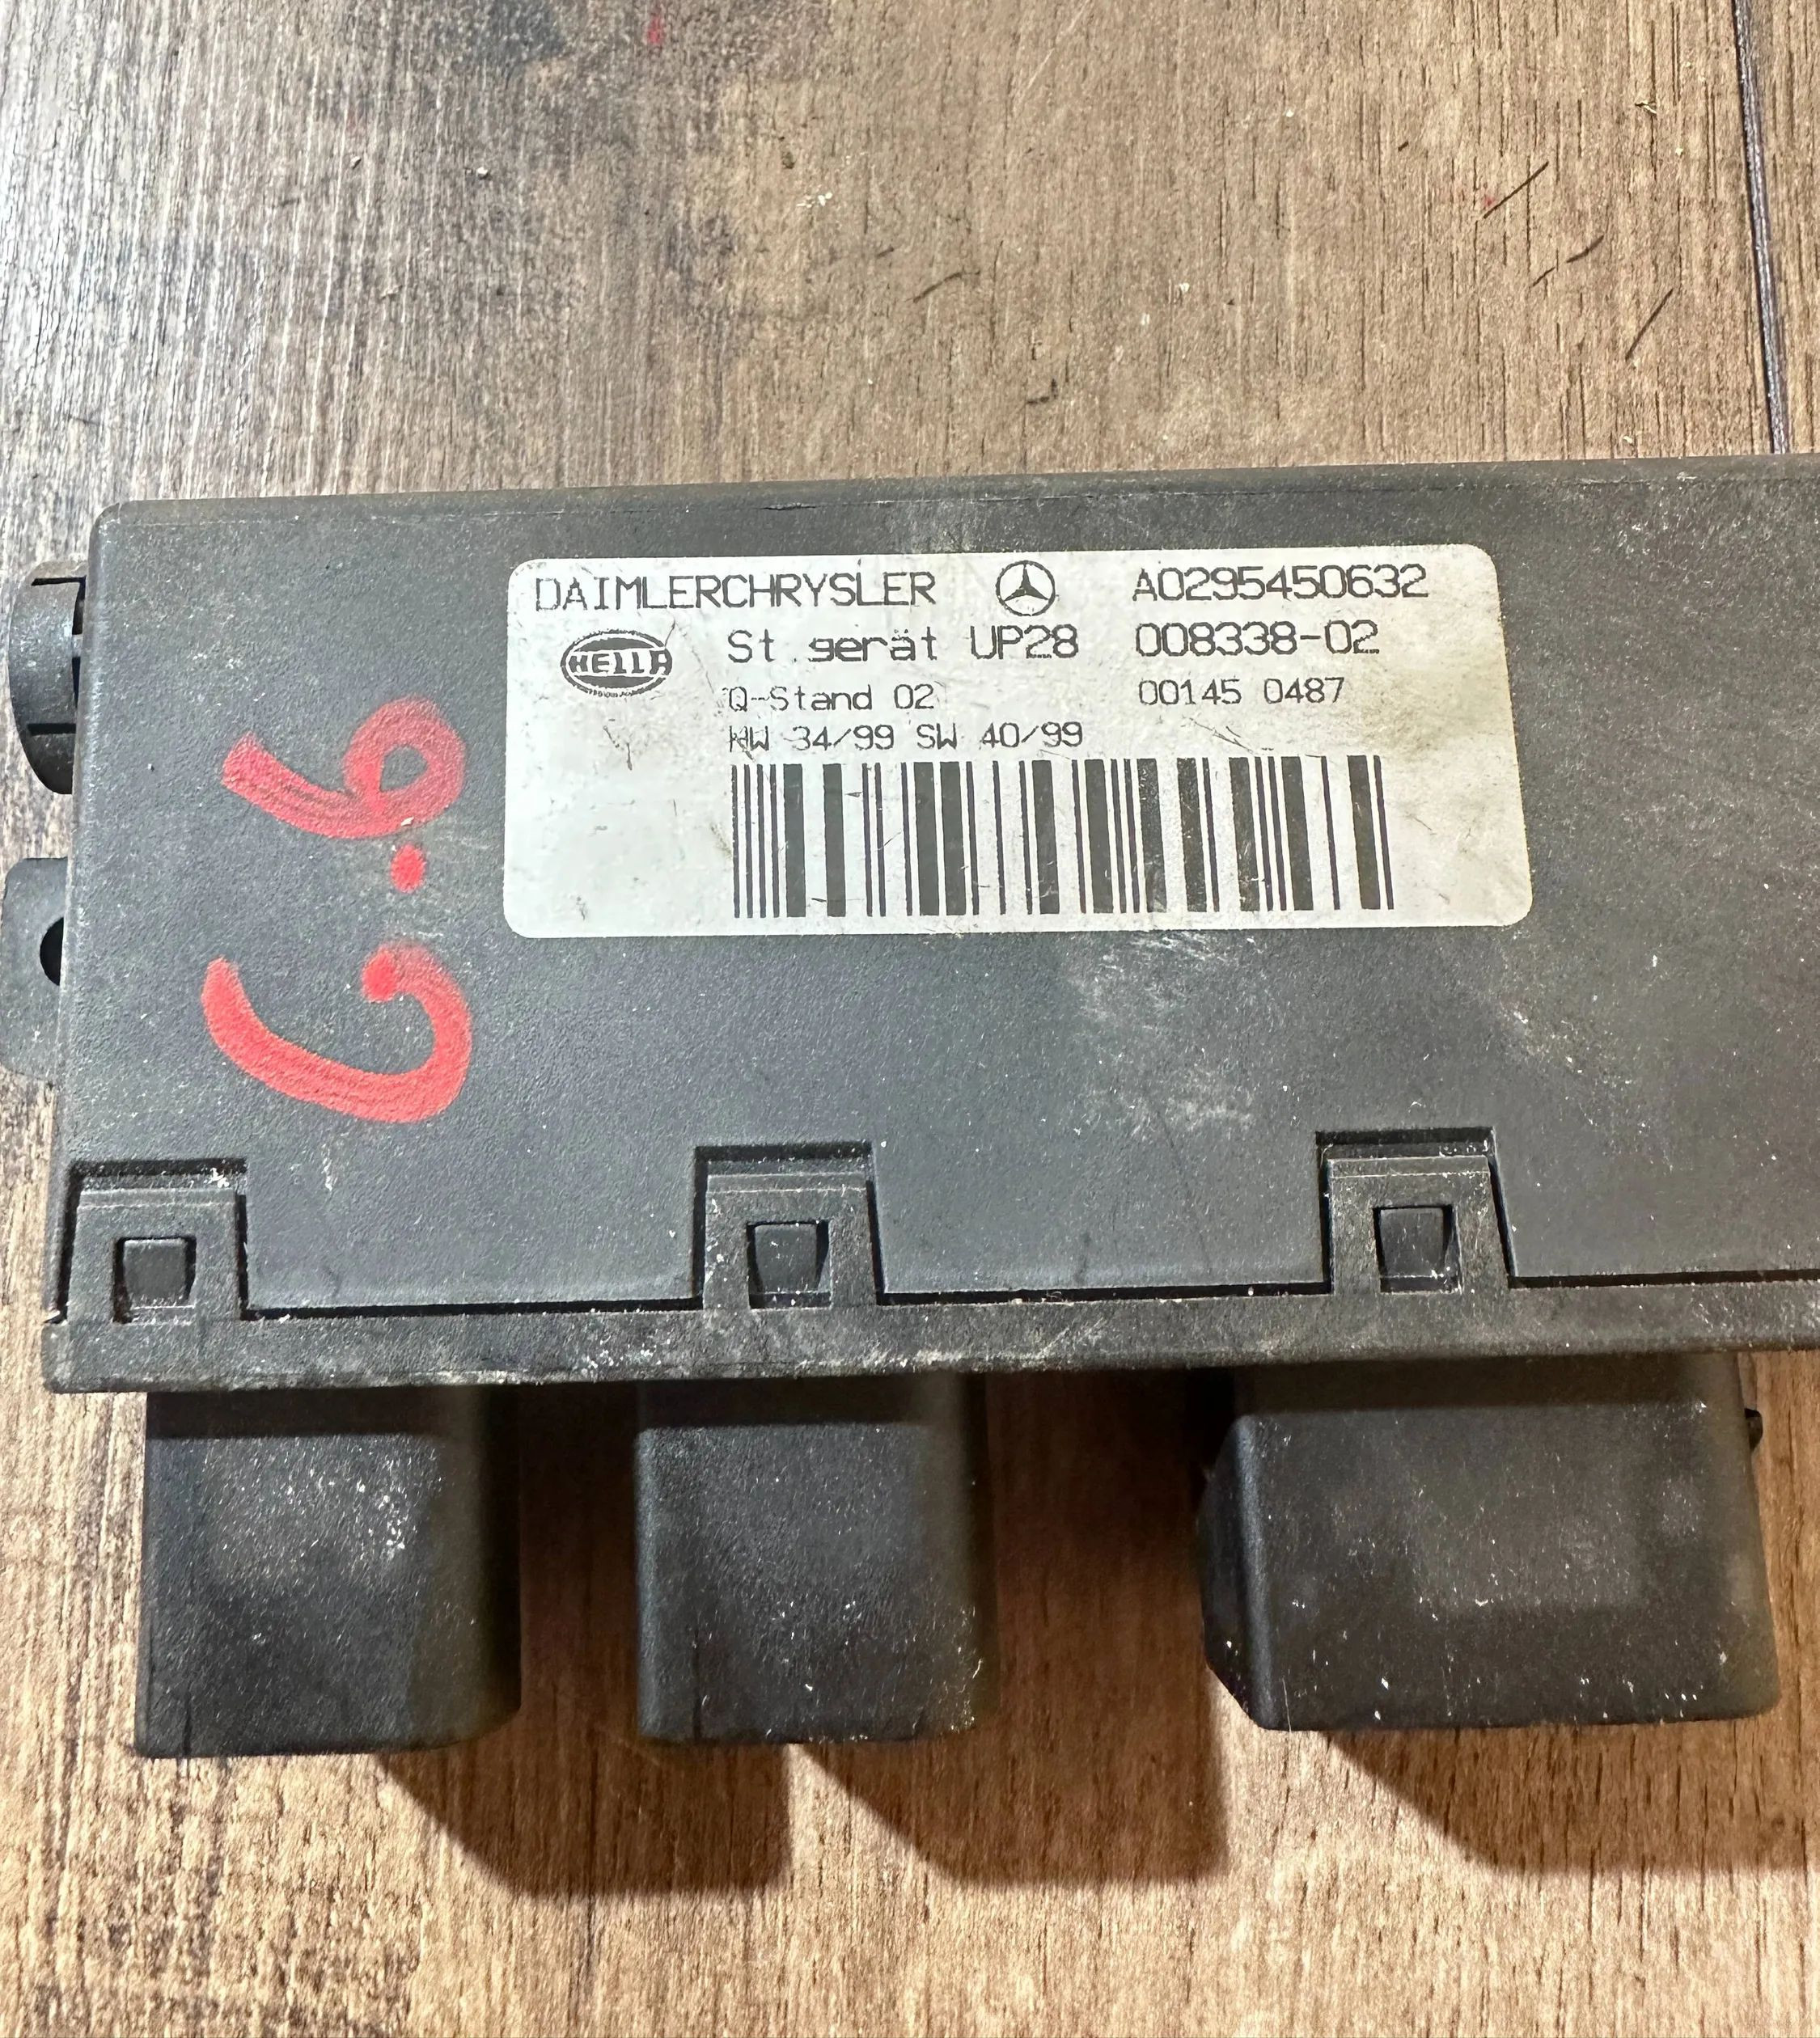 DAIMLERCHRYSLER A0295450632
HELLA St.gerät UP28 008338-02
Q-Stand 02 00145 0487
HW 34/99 SW 40/99
G.6